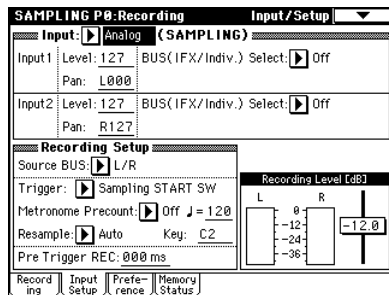 SAMPLING P0:Recording Input/Setup
Input: Analog (SAMPLING)
Input1 Level: 127 BUS(IFX/Indiv.) Select: Off
Pan: L000
Input2 Level: 127 BUS(IFX/Indiv.) Select: Off
Pan: R127
Recording Setup
Source BUS: L/R
Trigger: Sampling START SW
Metronome Precount: Off ♩= 120
Resample: Auto Key: C2
Pre Trigger REC: 000 ms
Recording Level [dB]
L R
0
-12
-24
-36
-12.0
Record ing
Input Setup
Prefe- rence
Memory Status